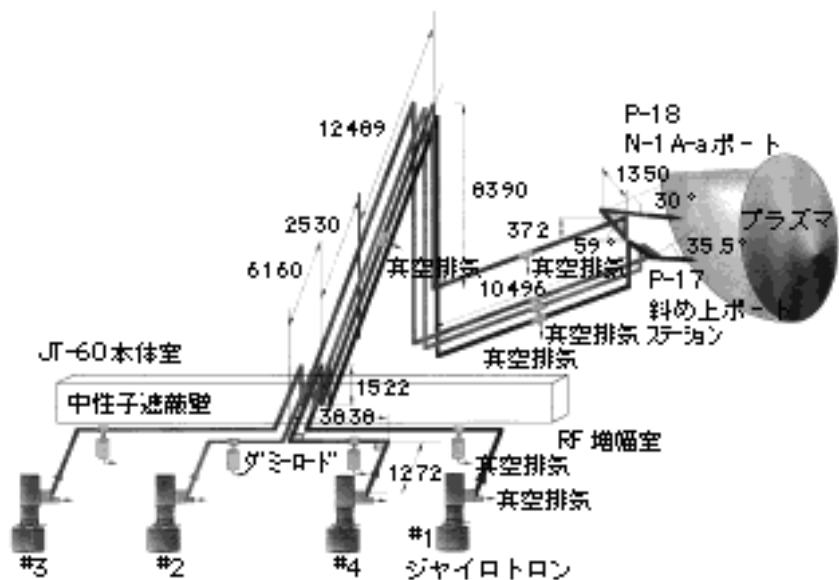 12489
P-18
N-1 A-aポート
1350
8390
30°
プラズマ
2530
372
59°
35.5°
6160
真空排気
真空排気
P-17
10496
斜め上ポート
真空排気
ステーション
真空排気
JT-60本体室
1522
中性子遮蔽壁
3838
RF増幅室
ダミーロード
1272
真空排気
真空排気
#3
#2
#4
#1
ジャイロトロン